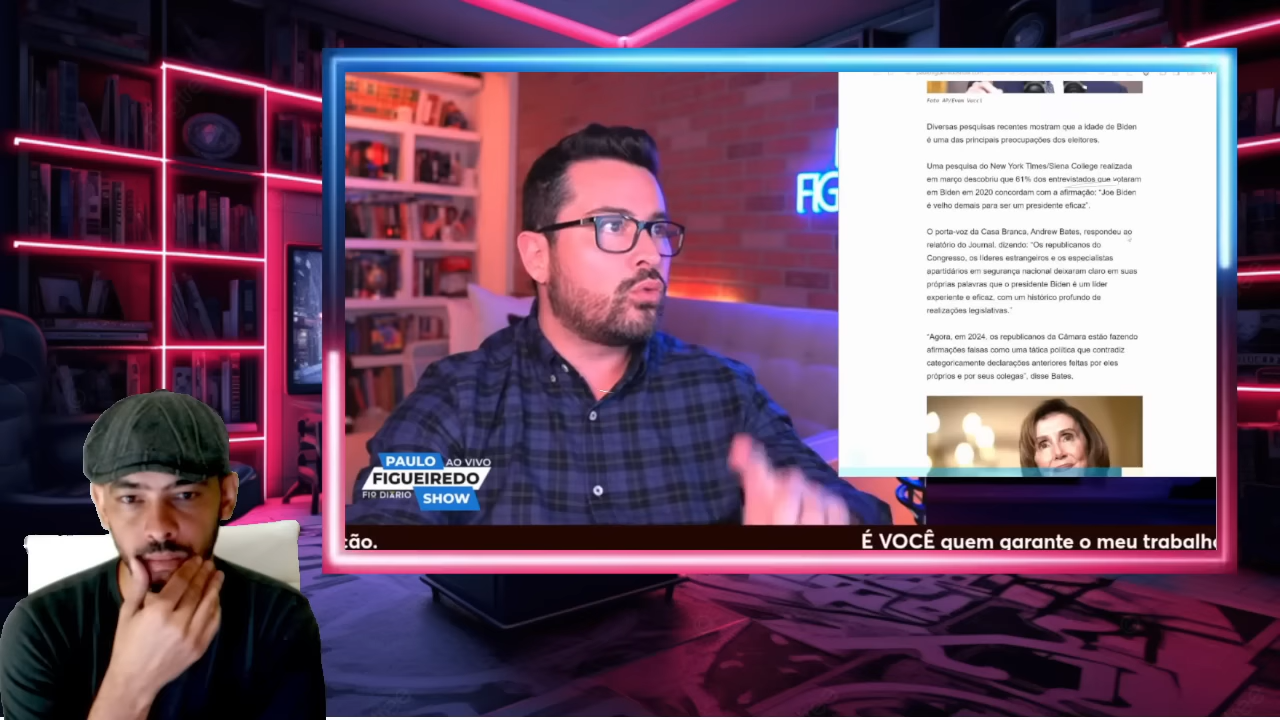 FIG
PAULO AO VIVO
FIGUEIREDO
FIO DIÁRIO SHOW
ção.
É VOCÊ quem garante o meu trabalho
Foto AP/Evan Vucci
Diversas pesquisas recentes mostram que a idade de Biden
é uma das principais preocupações dos eleitores.
Uma pesquisa do New York Times/Siena College realizada
em março descobriu que 61% dos entrevistados que votaram
em Biden em 2020 concordam com a afirmação: "Joe Biden
é velho demais para ser um presidente eficaz".
O porta-voz da Casa Branca, Andrew Bates, respondeu ao
relatório do Journal, dizendo: "Os republicanos do
Congresso, os líderes estrangeiros e os especialistas
apartidários em segurança nacional deixaram claro em suas
próprias palavras que o presidente Biden é um líder
experiente e eficaz, com um histórico profundo de
realizações legislativas."
"Agora, em 2024, os republicanos da Câmara estão fazendo
afirmações falsas como uma tática política que contradiz
categoricamente declarações anteriores feitas por eles
próprios e por seus colegas", disse Bates.